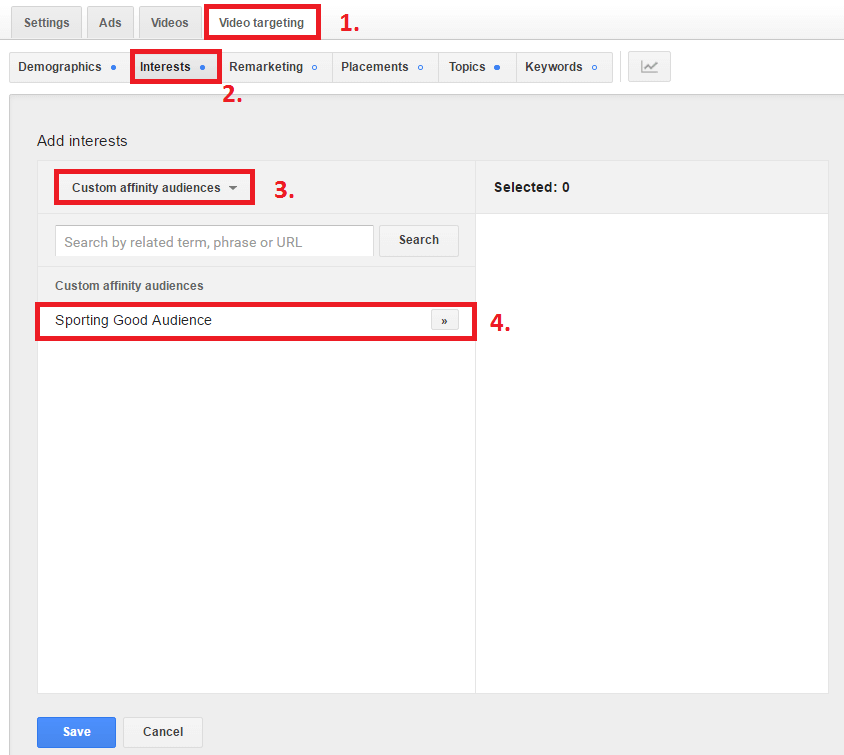 Settings Ads Videos Video targeting 1.
Demographics Interests Remarketing Placements Topics Keywords
2.
Add interests
Custom affinity audiences 3. Selected: 0
Search by related term, phrase or URL Search
Custom affinity audiences
Sporting Good Audience » 4.
Save Cancel